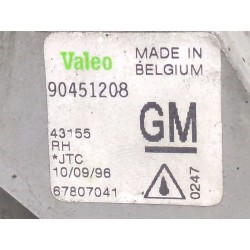 Valeo
MADE IN
BELGIUM
90451208
43155
RH
*JTC
10/09/96
67807041
GM
0247